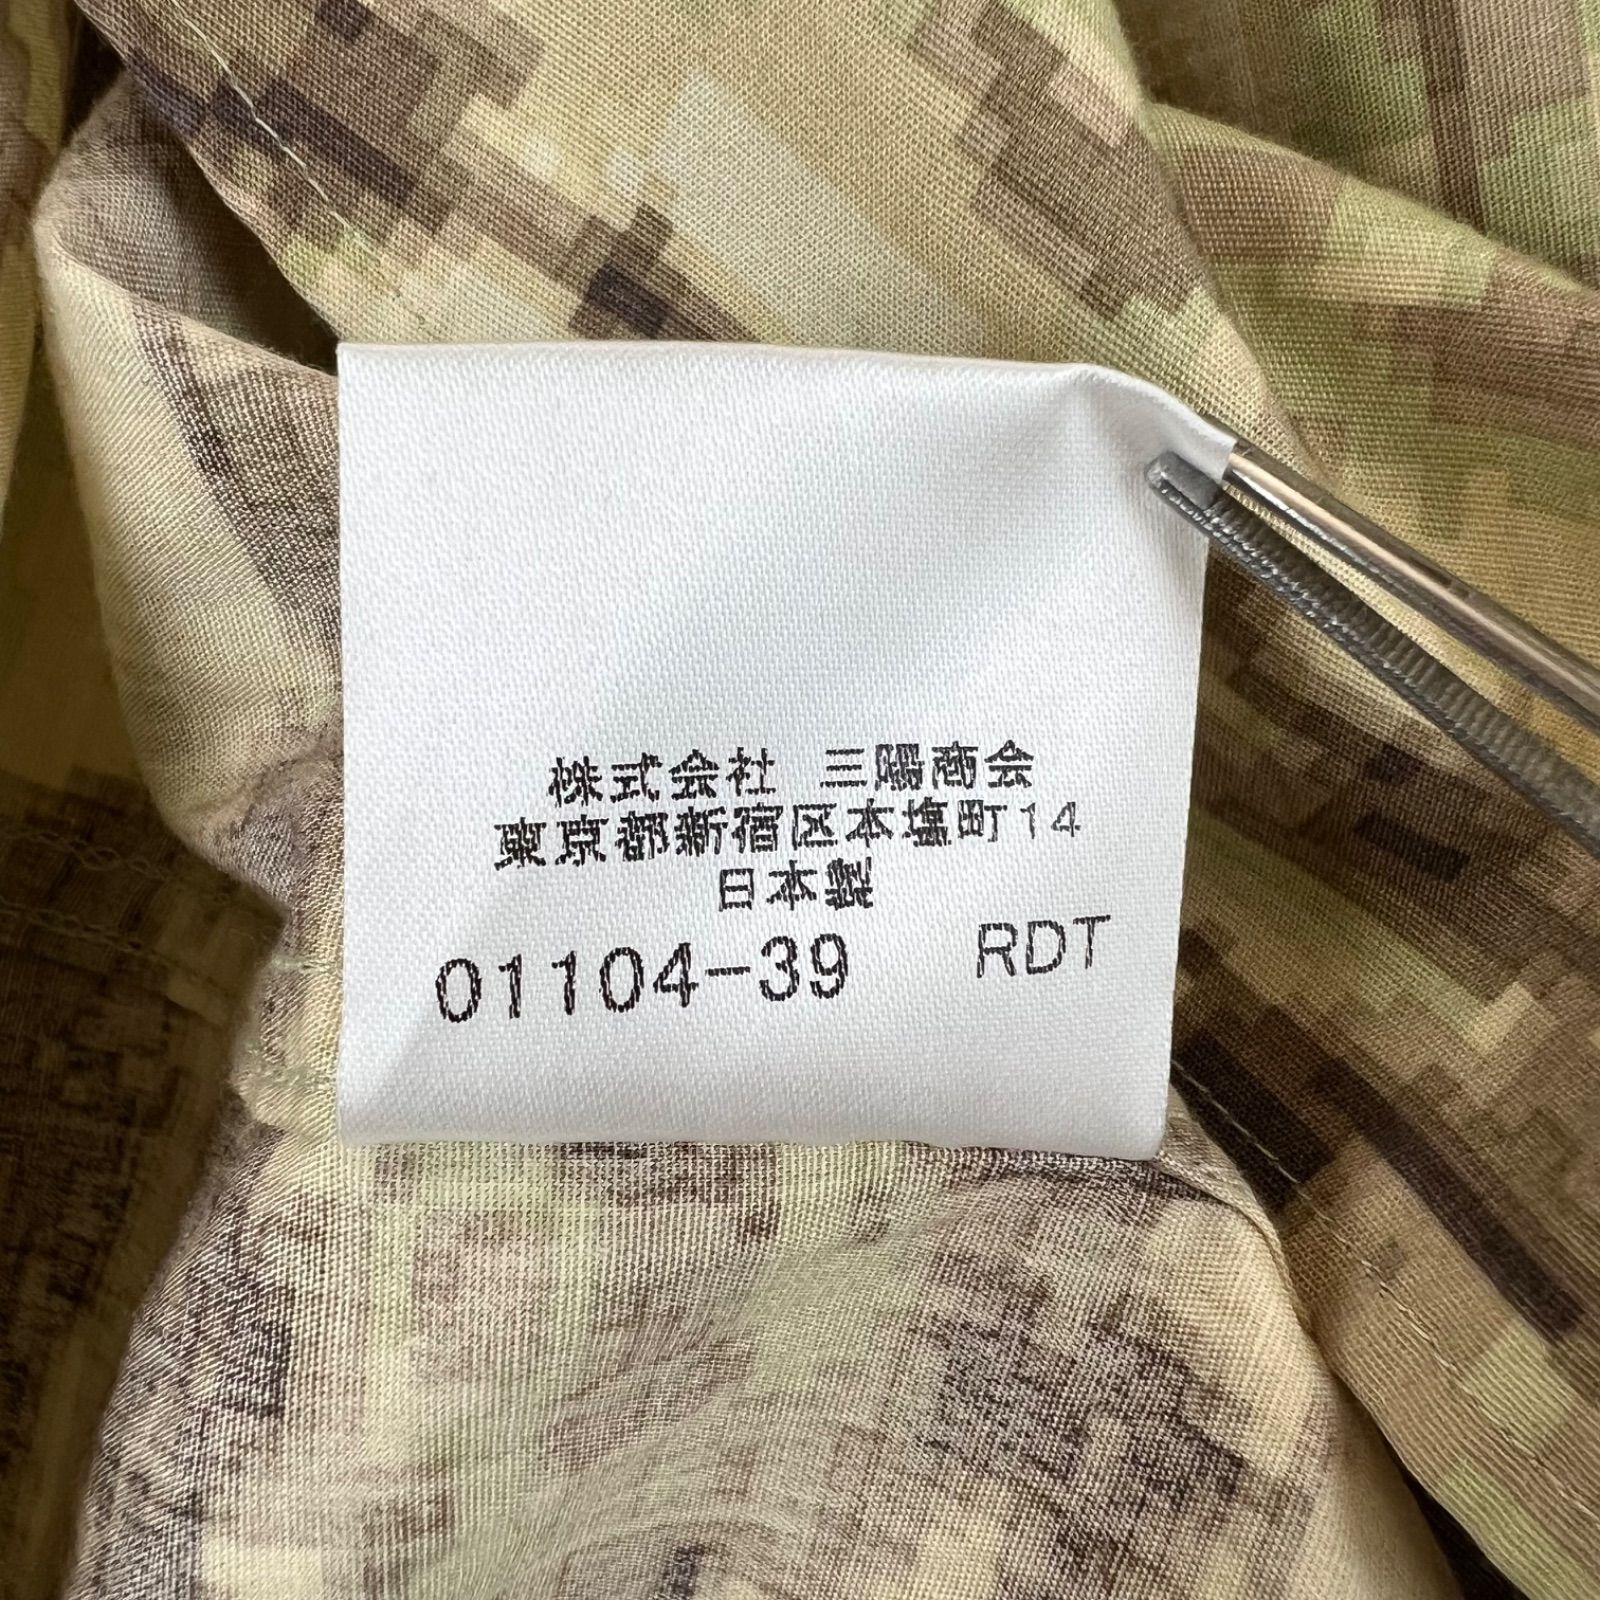 株式会社 三陽商会
東京都新宿区本塩町14
日本製
01104-39 RDT